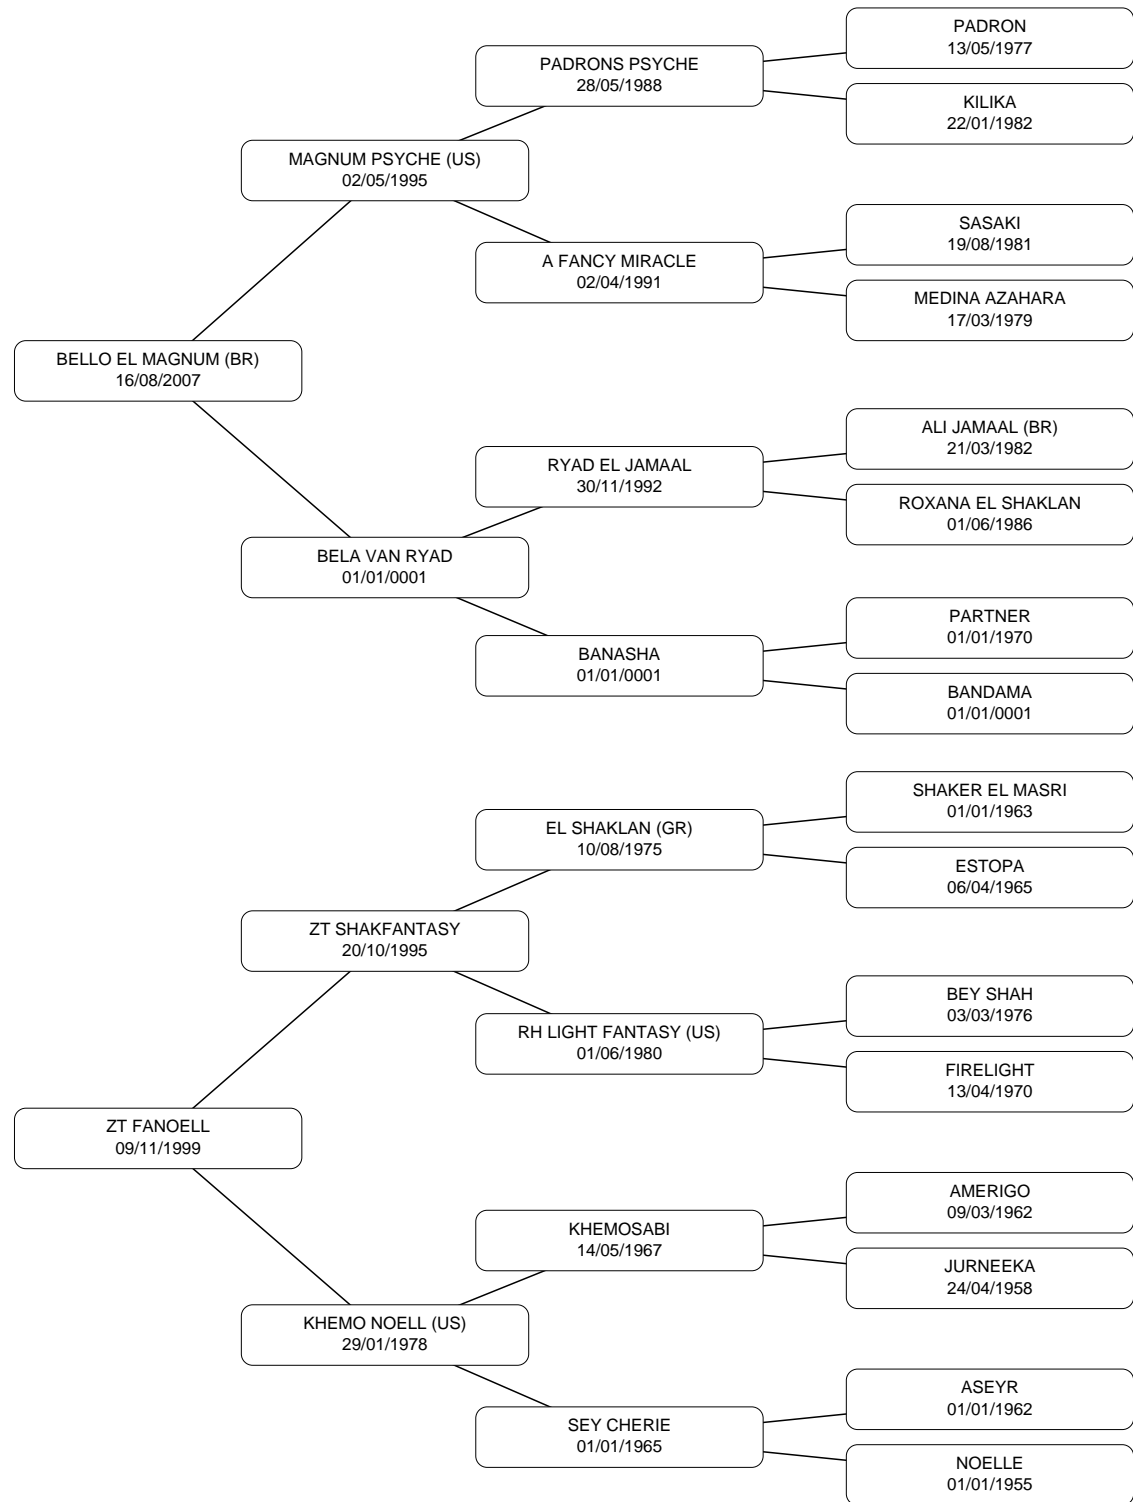 PADRON
13/05/1977
PADRONS PSYCHE
28/05/1988
KILIKA
22/01/1982
MAGNUM PSYCHE (US)
02/05/1995
SASAKI
19/08/1981
A FANCY MIRACLE
02/04/1991
MEDINA AZAHARA
17/03/1979
BELLO EL MAGNUM (BR)
16/08/2007
ALI JAMAAL (BR)
21/03/1982
RYAD EL JAMAAL
30/11/1992
ROXANA EL SHAKLAN
01/06/1986
BELA VAN RYAD
01/01/0001
PARTNER
01/01/1970
BANASHA
01/01/0001
BANDAMA
01/01/0001
SHAKER EL MASRI
01/01/1963
EL SHAKLAN (GR)
10/08/1975
ESTOPA
06/04/1965
ZT SHAKFANTASY
20/10/1995
BEY SHAH
03/03/1976
RH LIGHT FANTASY (US)
01/06/1980
FIRELIGHT
13/04/1970
ZT FANOELL
09/11/1999
AMERIGO
09/03/1962
KHEMOSABI
14/05/1967
JURNEEKA
24/04/1958
KHEMO NOELL (US)
29/01/1978
ASEYR
01/01/1962
SEY CHERIE
01/01/1965
NOELLE
01/01/1955